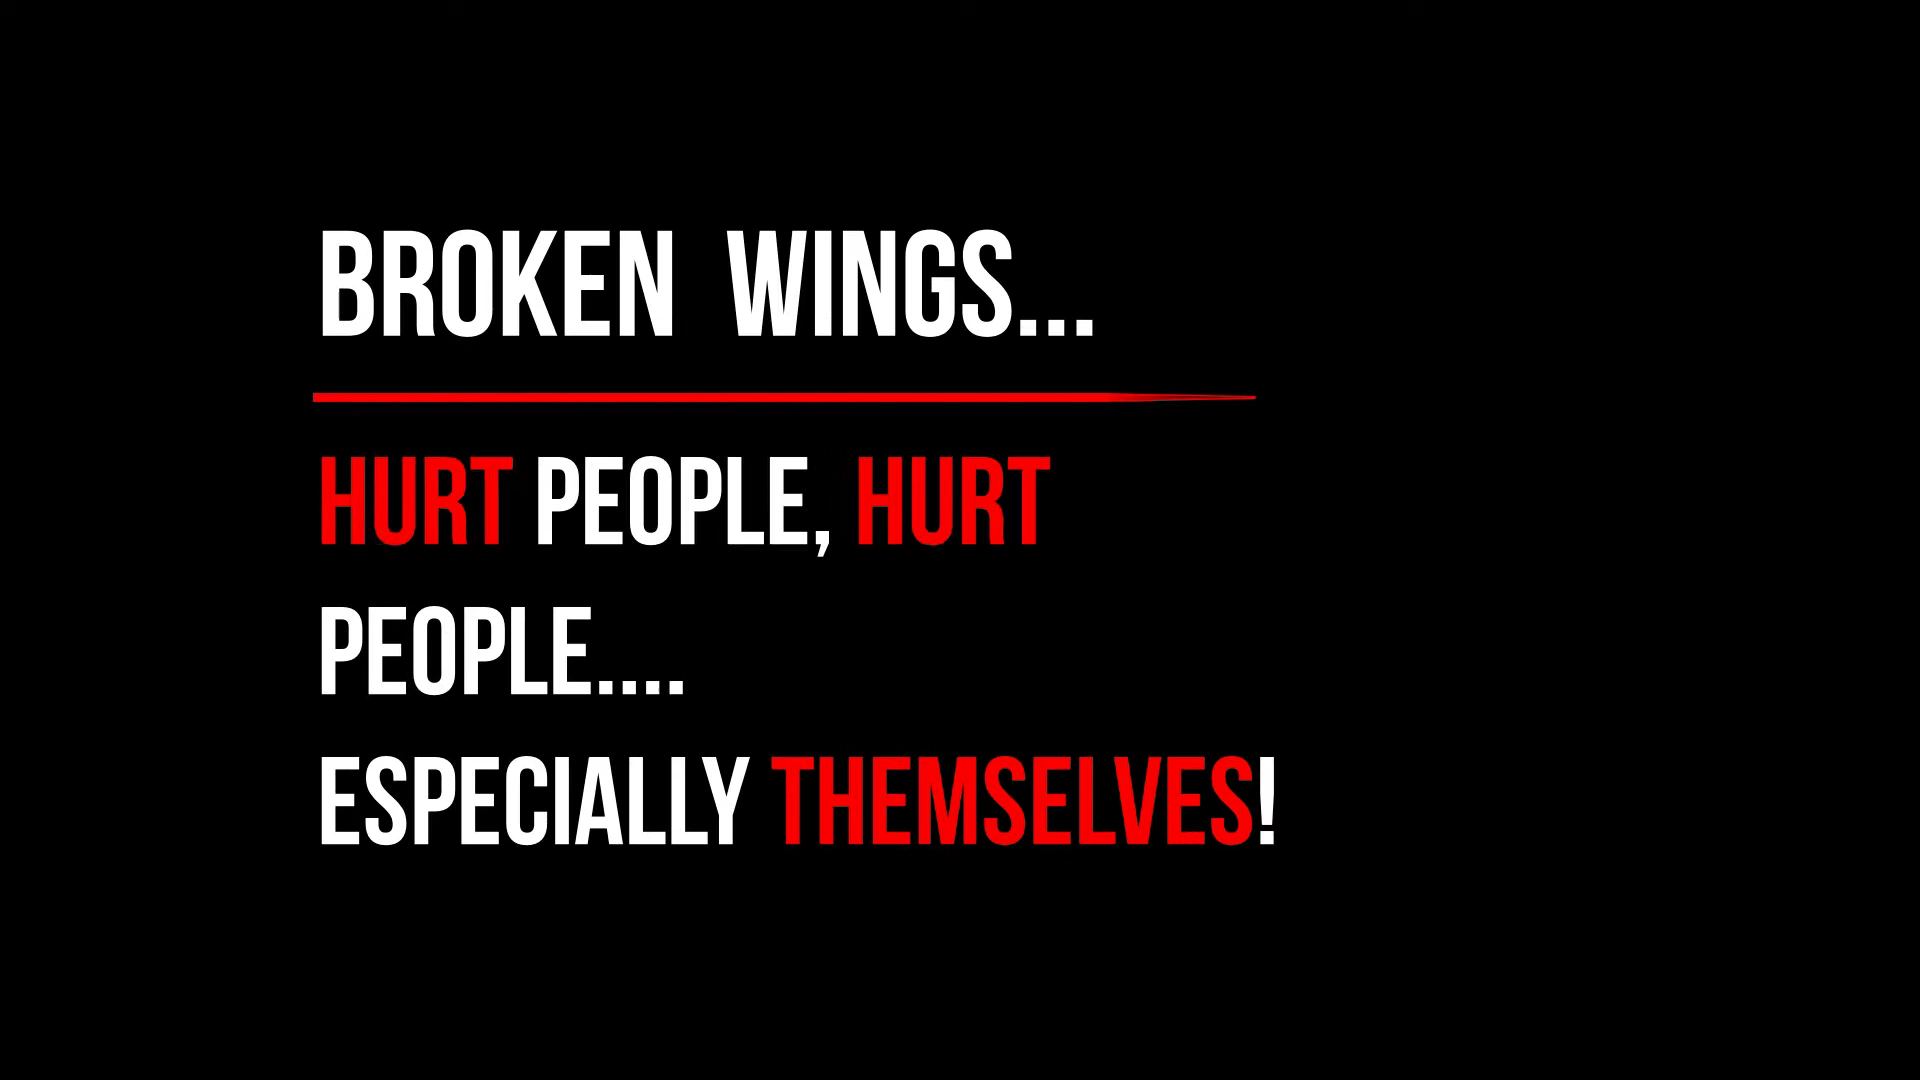 BROKEN WINGS...
HURT PEOPLE, HURT
PEOPLE....
ESPECIALLY THEMSELVES!